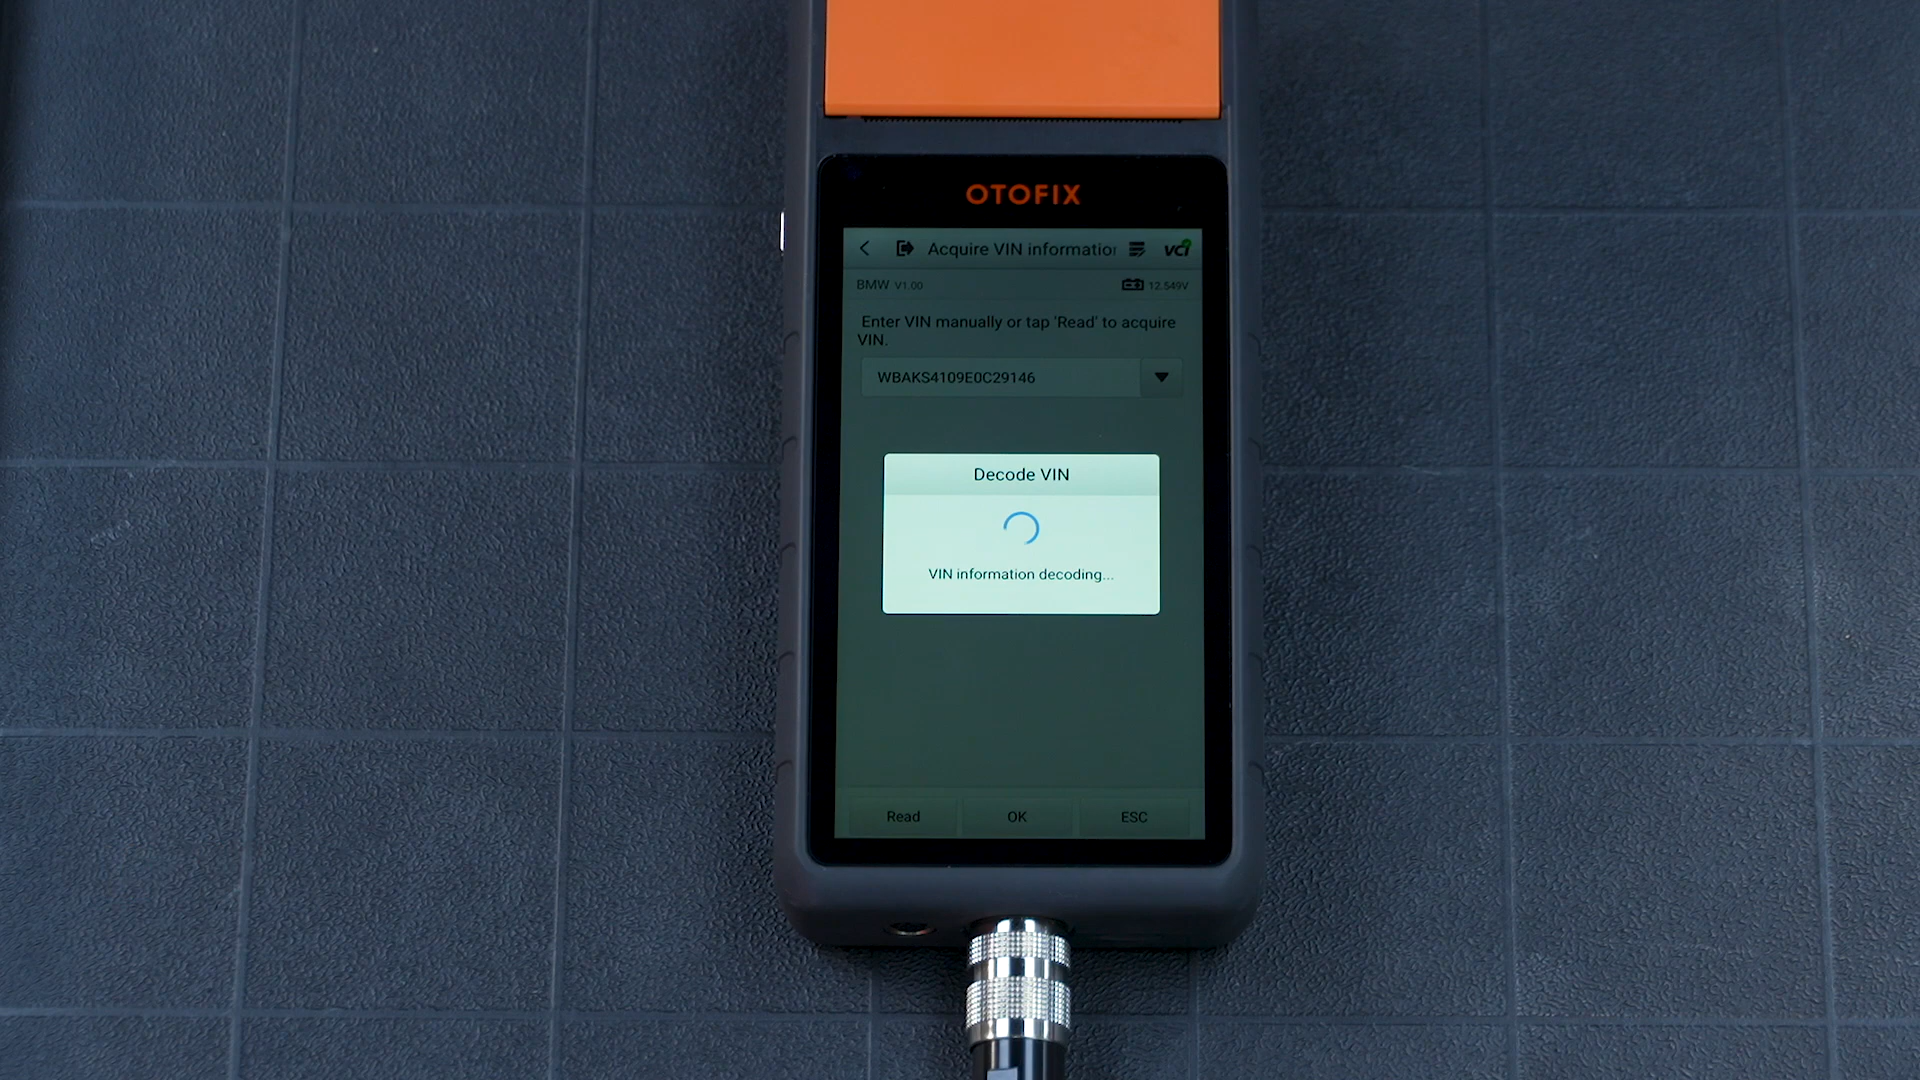 OTOFIX
Acquire VIN informatio
VCI
BMW V1.00
12.549V
Enter VIN manually or tap 'Read' to acquire
VIN.
WBAKS4109E0C29146
Decode VIN
VIN information decoding...
Read
OK
ESC